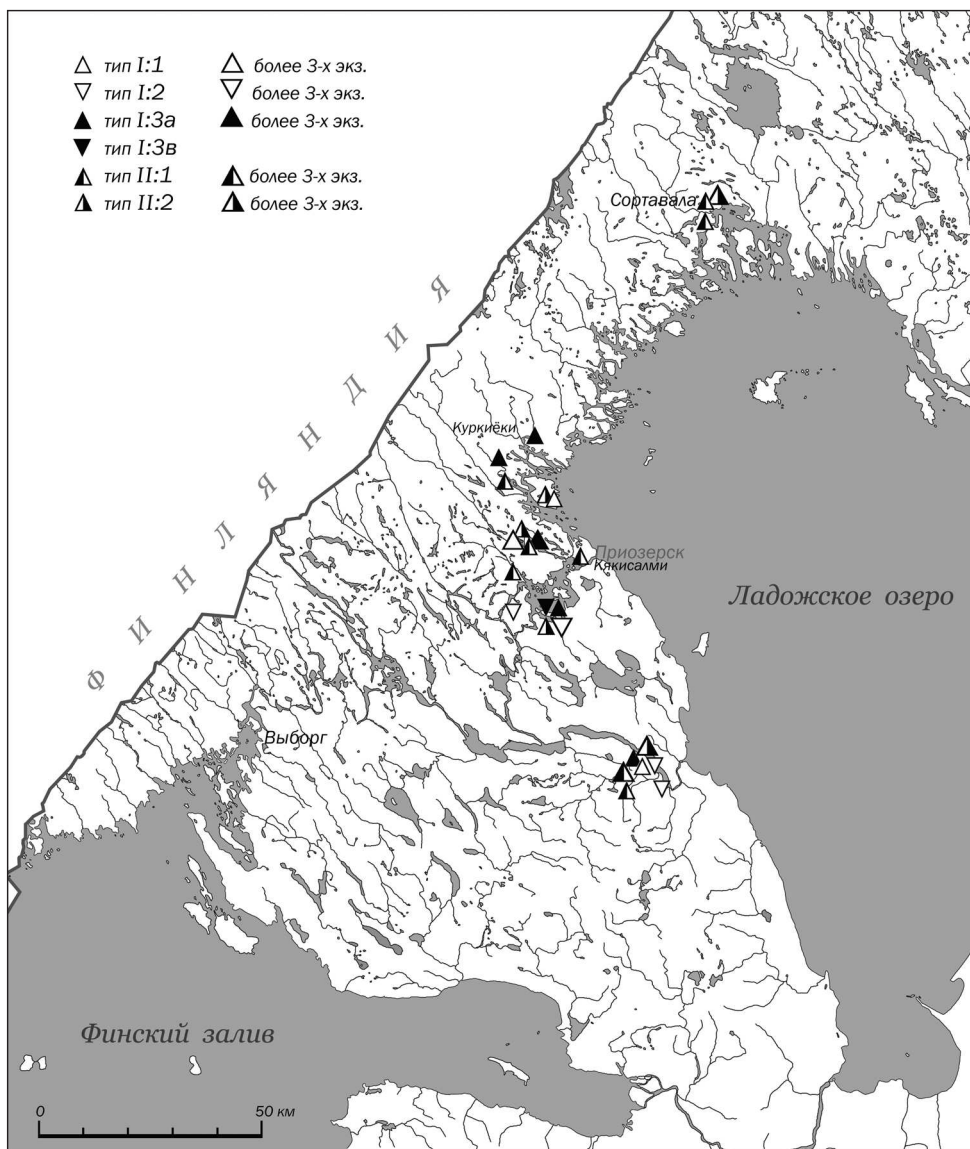 тип I:1 более 3-х экз.
тип I:2 более 3-х экз.
тип I:3а более 3-х экз.
тип I:3в
тип II:1 более 3-х экз.
тип II:2 более 3-х экз.
Сортавала
ФИНЛЯНДИЯ
Куркиёки
Приозерск
Кякисалми
Ладожское озеро
Выборг
Финский залив
0 50 км